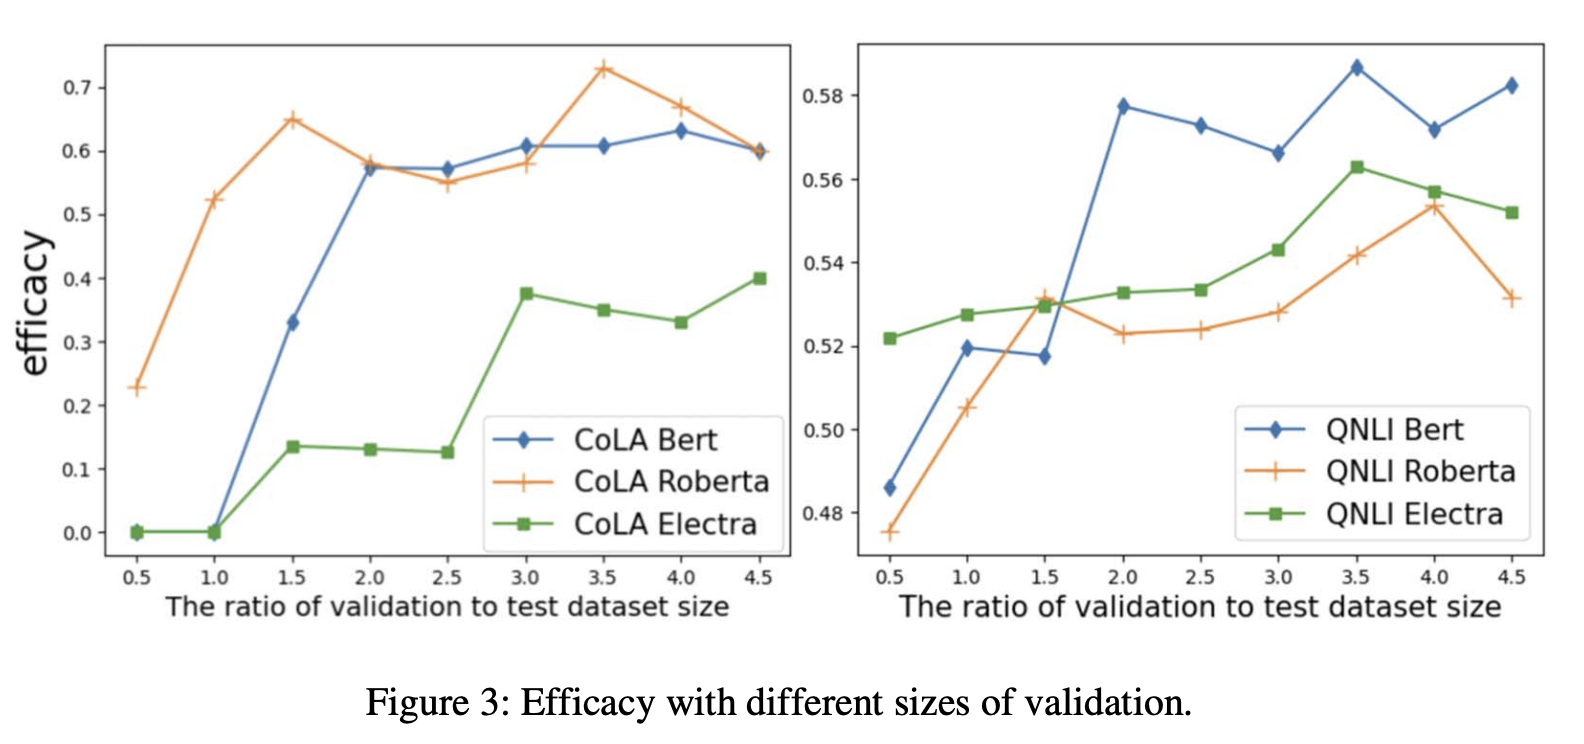 efficacy
0.7
0.6
0.5
0.4
0.3
0.2
0.1
0.0
0.5 1.0 1.5 2.0 2.5 3.0 3.5 4.0 4.5
The ratio of validation to test dataset size
CoLA Bert
CoLA Roberta
CoLA Electra
0.58
0.56
0.54
0.52
0.50
0.48
0.5 1.0 1.5 2.0 2.5 3.0 3.5 4.0 4.5
The ratio of validation to test dataset size
QNLI Bert
QNLI Roberta
QNLI Electra
Figure 3: Efficacy with different sizes of validation.